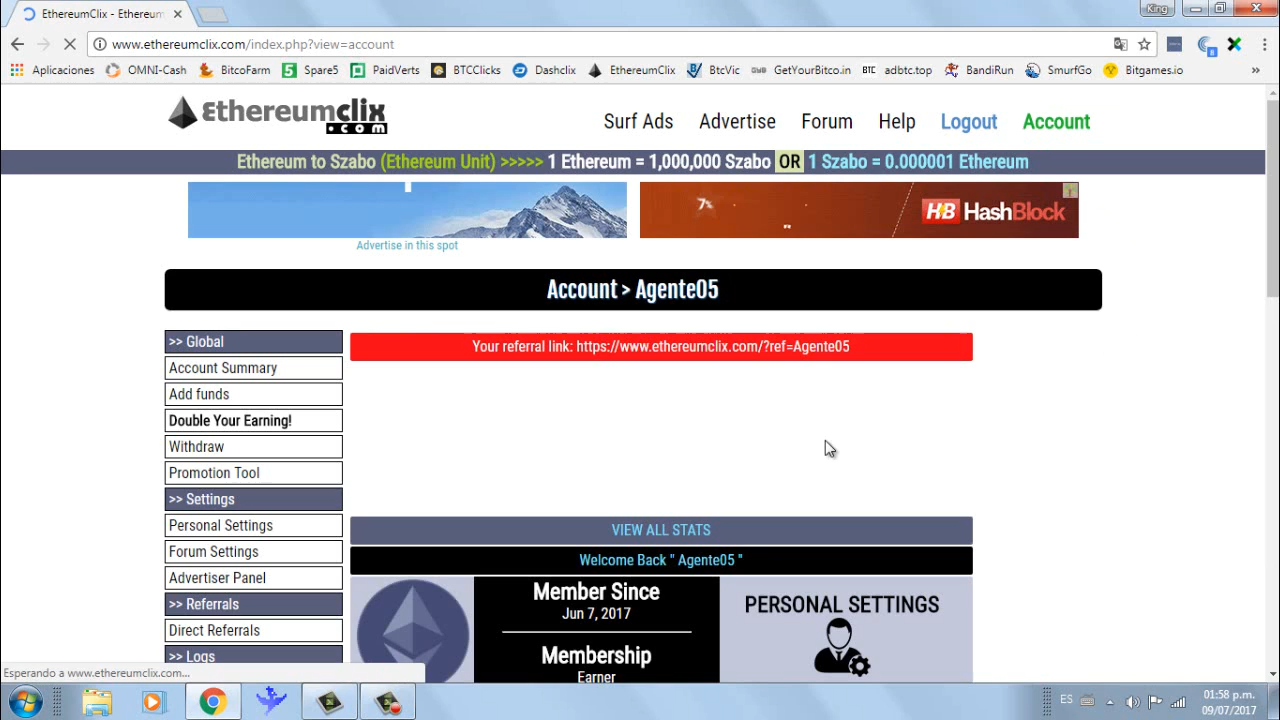 EthereumClix - Ethereum
King
www.ethereumclix.com/index.php?view=account
Aplicaciones OMNI-Cash BitcoFarm Spare5 PaidVerts BTCClicks Dashclix EthereumClix BtcVic GetYourBitco.in BTC adbtc.top BandiRun SmurfGo Bitgames.io »
Ethereumclix
.com
Surf Ads Advertise Forum Help Logout Account
Ethereum to Szabo (Ethereum Unit) >>>>> 1 Ethereum = 1,000,000 Szabo OR 1 Szabo = 0.000001 Ethereum
HB HashBlock
Advertise in this spot
Account > Agente05
>> Global
Your referral link: https://www.ethereumclix.com/?ref=Agente05
Account Summary
Add funds
Double Your Earning!
Withdraw
Promotion Tool
>> Settings
Personal Settings
Forum Settings
Advertiser Panel
>> Referrals
Direct Referrals
>> Logs
VIEW ALL STATS
Welcome Back " Agente05 "
Member Since
Jun 7, 2017
Membership
Earner
PERSONAL SETTINGS
Esperando a www.ethereumclix.com...
ES
01:58 p.m.
09/07/2017